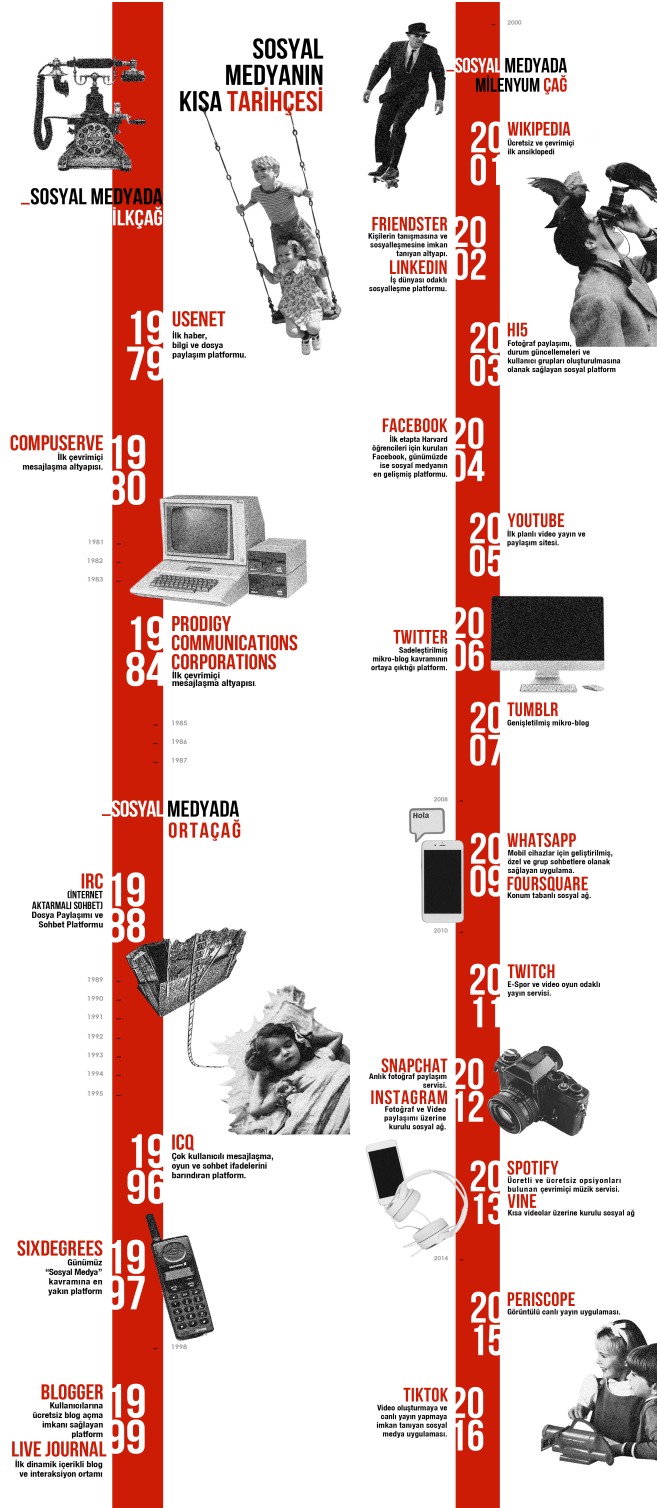 SOSYAL
MEDYANIN
KISA TARİHÇESİ
_SOSYAL MEDYADA
İLKÇAĞ
19
79
USENET
İlk haber,
bilgi ve dosya
paylaşım platformu.
COMPUSERVE
İlk çevrimiçi
mesajlaşma altyapısı.
19
80
1981
1982
1983
19
84
PRODIGY
COMMUNICATIONS
CORPORATIONS
İlk çevrimiçi
mesajlaşma altyapısı.
1985
1986
1987
_SOSYAL MEDYADA
ORTAÇAĞ
IRC
(İNTERNET
AKTARMALI SOHBET)
Dosya Paylaşımı ve
Sohbet Platformu
19
88
1989
1990
1991
1992
1993
1994
1995
19
96
ICQ
Çok kullanıcılı mesajlaşma,
oyun ve sohbet ifadelerini
barındıran platform.
SIXDEGREES
Günümüz
“Sosyal Medya”
kavramına en
yakın platform
19
97
1998
BLOGGER
Kullanıcılarına
ücretsiz blog açma
imkanı sağlayan
platform
LIVE JOURNAL
İlk dinamik içerikli blog
ve interaksiyon ortamı
19
99
2000
_SOSYAL MEDYADA
MİLENYUM ÇAĞ
20
01
WIKIPEDIA
Ücretsiz ve çevrimiçi
ilk ansiklopedi
FRIENDSTER
Kişilerin tanışmasına ve
sosyalleşmesine imkan
tanıyan altyapı.
LINKEDIN
İş dünyası odaklı
sosyalleşme platformu.
20
02
20
03
HI5
Fotoğraf paylaşımı,
durum güncellemeleri ve
kullanıcı grupları oluşturulmasına
olanak sağlayan sosyal platform
FACEBOOK
İlk etapta Harvard
öğrencileri için kurulan
Facebook, günümüzde
ise sosyal medyanın
en gelişmiş platformu.
20
04
20
05
YOUTUBE
İlk planlı video yayın ve
paylaşım sitesi.
TWITTER
Sadeleştirilmiş
mikro-blog kavramının
ortaya çıktığı platform.
20
06
20
07
TUMBLR
Genişletilmiş mikro-blog
2008
Hola
20
09
WHATSAPP
Mobil cihazlar için geliştirilmiş,
özel ve grup sohbetlere olanak
sağlayan uygulama.
FOURSQUARE
Konum tabanlı sosyal ağ.
2010
20
11
TWITCH
E-Spor ve video oyun odaklı
yayın servisi.
SNAPCHAT
Anlık fotoğraf paylaşım
servisi.
INSTAGRAM
Fotoğraf ve Video
paylaşımı üzerine
kurulu sosyal ağ.
20
12
20
13
SPOTIFY
Ücretli ve ücretsiz opsiyonları
bulunan çevrimiçi müzik servisi.
VINE
Kısa videolar üzerine kurulu sosyal ağ
2014
20
15
PERISCOPE
Görüntülü canlı yayın uygulaması.
TIKTOK
Video oluşturmaya ve
canlı yayın yapmaya
imkan tanıyan sosyal
medya uygulaması.
20
16